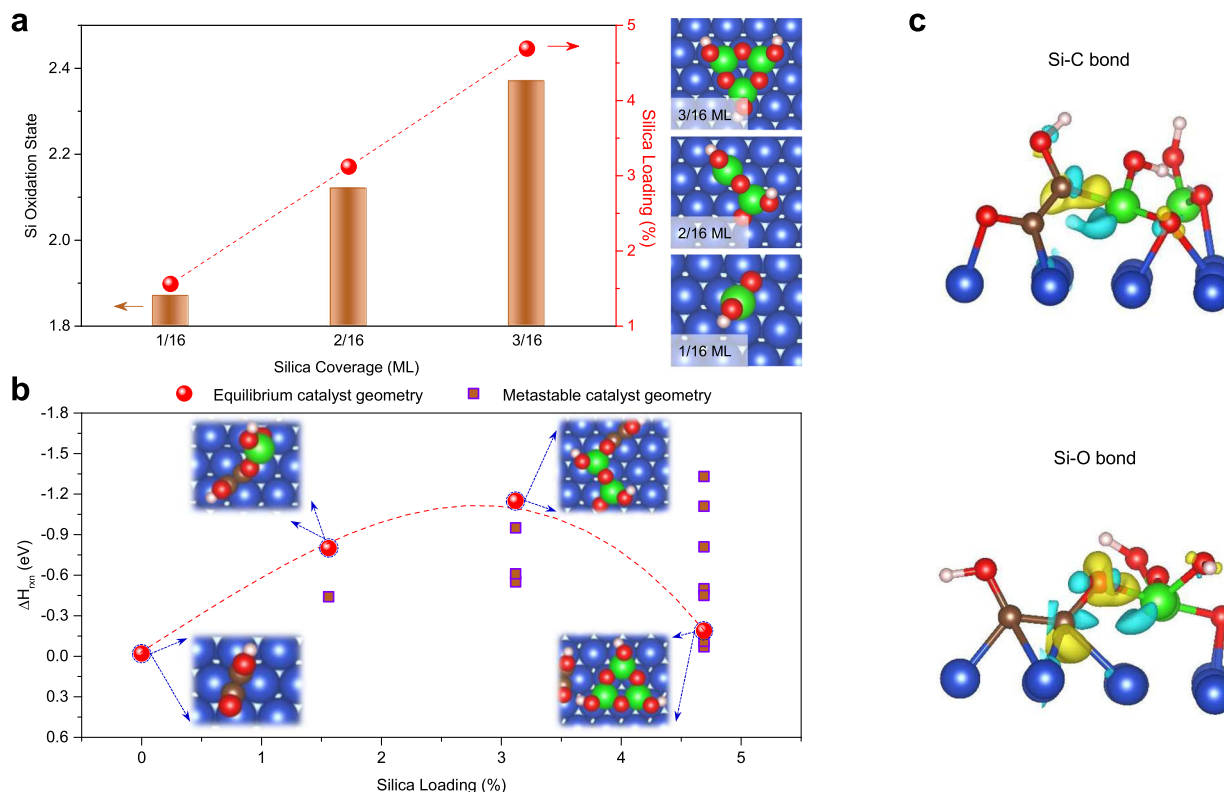 a
2.4
2.2
2.0
1.8
Si Oxidation State
1/16
2/16
3/16
Silica Coverage (ML)
5
4
3
2
1
Silica Loading (%)
3/16 ML
2/16 ML
1/16 ML
b
Equilibrium catalyst geometry
Metastable catalyst geometry
-1.8
-1.5
-1.2
-0.9
-0.6
-0.3
0.0
0.3
0.6
ΔHrxn (eV)
0
1
2
3
4
5
Silica Loading (%)
c
Si-C bond
Si-O bond